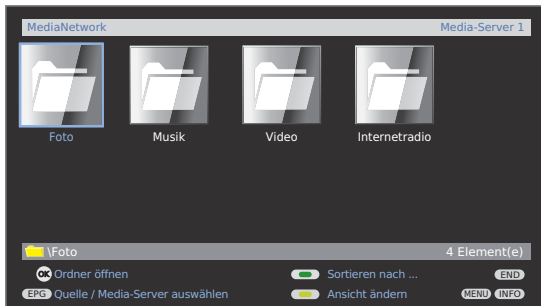 MediaNetwork Media-Server 1
Foto Musik Video Internetradio
\Foto 4 Element(e)
OK Ordner öffnen Sortieren nach ... END
EPG Quelle / Media-Server auswählen Ansicht ändern MENU INFO